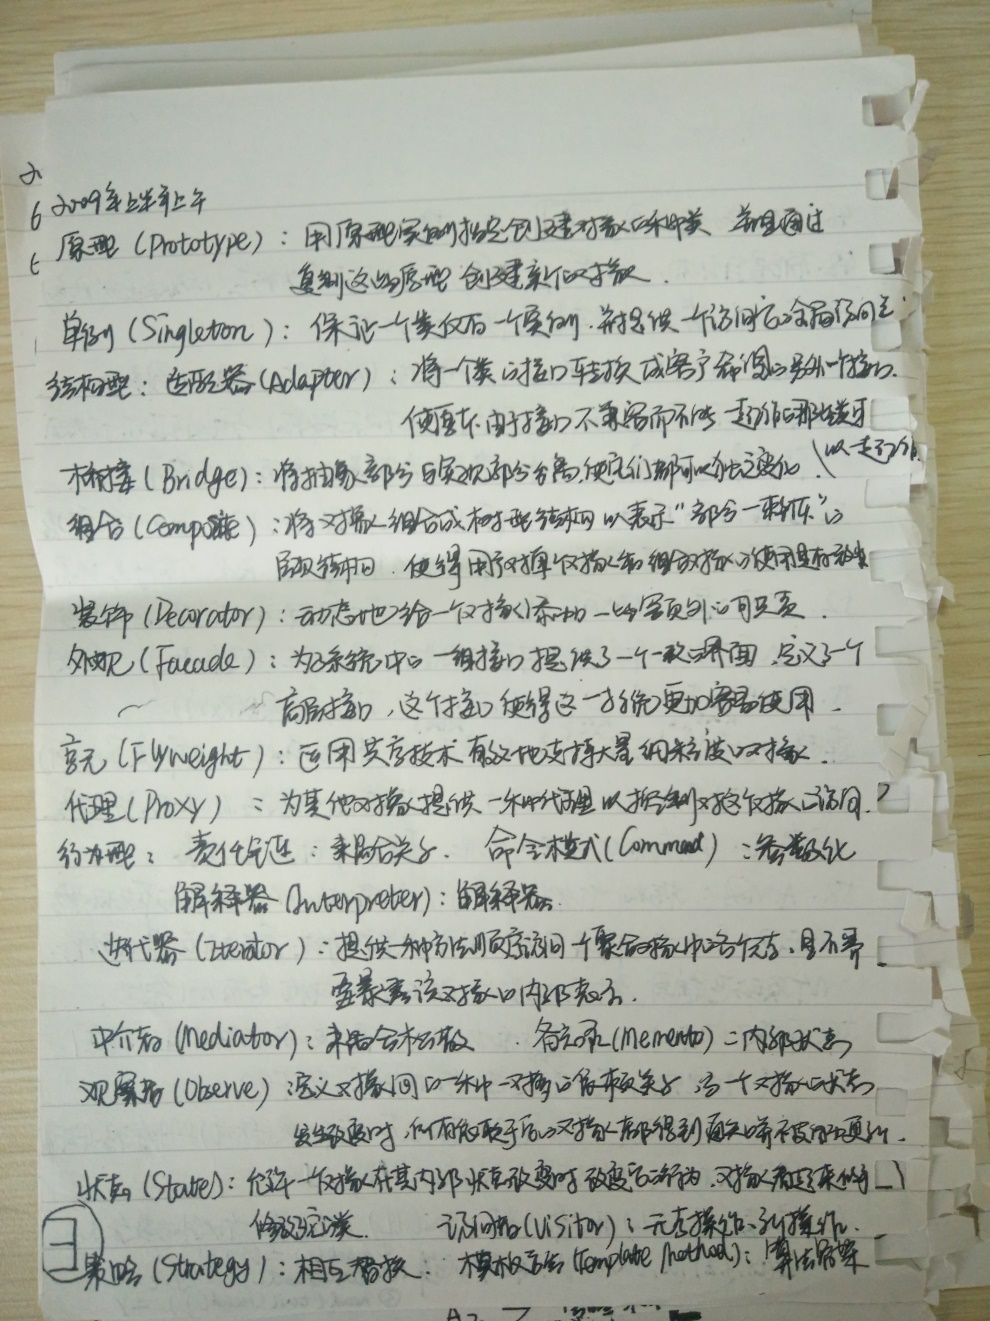 2009年上半年上午
原型(Prototype):用原型实例指定创建对象的种类 并且通过
复制这些原型 创建新的对象.
单例(Singleton):保证一个类仅有一个实例.并提供一个访问它的全局访问点
结构型:适配器(Adapter):将一个类的接口转换成客户希望的另外一个接口.
使原本由于接口不兼容而不能一起工作的那些类可
以一起工作.
桥接(Bridge):将抽象部分与实现部分分离,使它们都可以独立变化
组合(Composite):将对象组合成树型结构以表示"部分—整体"的
层次结构.使得用户对单个对象和组合对象的使用具有
装饰(Decorator):动态地给一个对象添加一些额外的职责.
外观(Facade):为子系统中的一组接口提供了一个一致的界面.定义了一个
高层接口,这个接口使得这一子系统更加容易使用.
享元(Flyweight):运用共享技术有效地支持大量细粒度的对象.
代理(Proxy):为其他对象提供一种代理以控制对这个对象的访问.
行为型:责任链:耦合关系. 命令模式(Command):参数化
解释器(Interpreter):解释器.
迭代器(Iterator):提供一种方法顺序访问一个聚合对象中的各个元素,且不需
要暴露该对象的内部表示.
中介者(Mediator):耦合松散. 备忘录(Memento):内部状态
观察者(Observe):定义对象间的一种一对多的依赖关系,当一个对象的状态
发生改变时,所有依赖于它的对象都得到通知并被自动更新.
状态(State):允许一个对象在其内部状态改变时改变它的行为.对象看起来似乎
修改了它的类. 访问者(Visitor):元素操作、新操作.
策略(Strategy):相互替换. 模板方法(Template Method):算法骨架